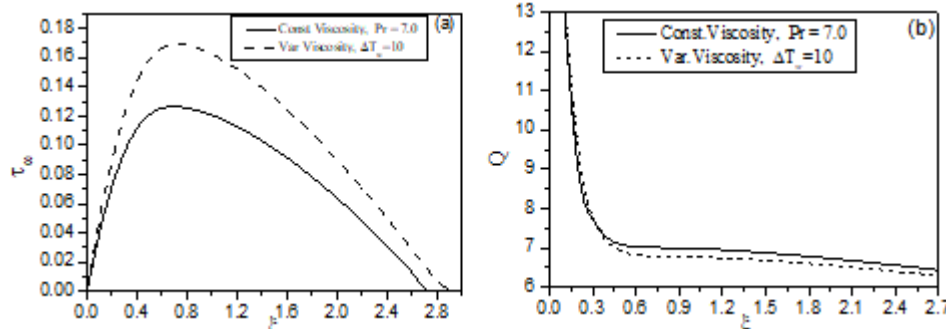 (a)
Const Viscosity, Pr = 7.0
Var Viscosity, ΔT_w=10
0.18
0.16
0.14
0.12
0.10
0.08
0.06
0.04
0.02
0.00
τ_ω
0.0 0.4 0.8 1.2 1.6 2.0 2.4 2.8
ξ
(b)
Const.Viscosity, Pr = 7.0
Var. Viscosity, ΔT_w=10
13
12
11
10
9
8
7
6
Q
0.0 0.3 0.6 0.9 1.2 1.5 1.8 2.1 2.4 2.7
ξ